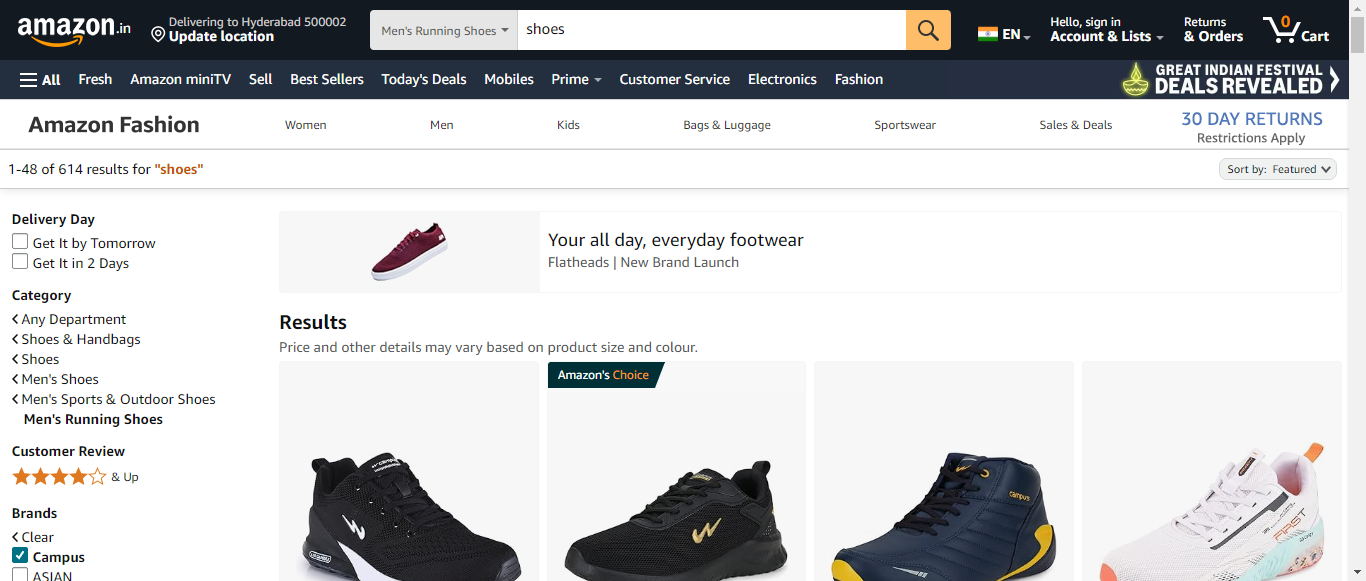 amazon.in
Delivering to Hyderabad 500002
Update location
Men's Running Shoes
shoes
EN
Hello, sign in
Account & Lists
Returns
& Orders
0
Cart
All
Fresh
Amazon miniTV
Sell
Best Sellers
Today's Deals
Mobiles
Prime
Customer Service
Electronics
Fashion
GREAT INDIAN FESTIVAL
DEALS REVEALED
Amazon Fashion
Women
Men
Kids
Bags & Luggage
Sportswear
Sales & Deals
30 DAY RETURNS
Restrictions Apply
1-48 of 614 results for "shoes"
Sort by: Featured
Delivery Day
Get It by Tomorrow
Get It in 2 Days
Category
Any Department
Shoes & Handbags
Shoes
Men's Shoes
Men's Sports & Outdoor Shoes
Men's Running Shoes
Customer Review
& Up
Brands
Clear
Campus
ASIAN
Your all day, everyday footwear
Flatheads | New Brand Launch
Results
Price and other details may vary based on product size and colour.
Amazon's Choice
campus
campus
FIRST